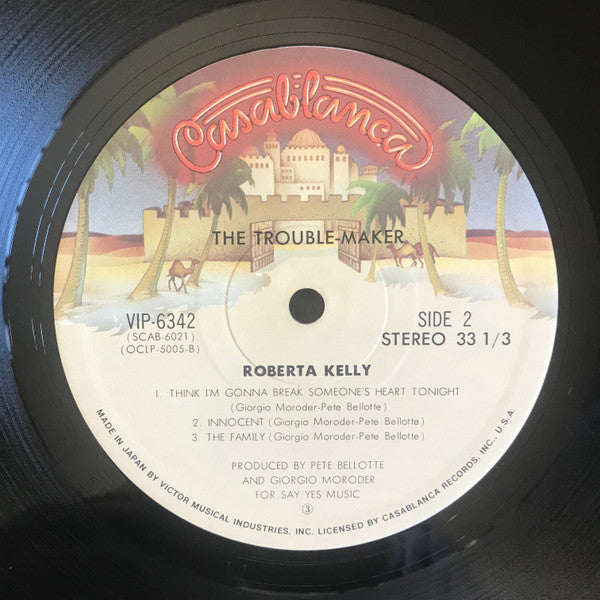 Casablanca
THE TROUBLE-MAKER
VIP-6342
(SCAB-6021)
(OCLP-5005-B)
SIDE 2
STEREO 33 1/3
ROBERTA KELLY
1. THINK I'M GONNA BREAK SOMEONE'S HEART TONIGHT
(Giorgio Moroder-Pete Bellotte)
2. INNOCENT (Giorgio Moroder-Pete Bellotte)
3. THE FAMILY (Giorgio Moroder-Pete Bellotte)
PRODUCED BY PETE BELLOTTE
AND GIORGIO MORODER
FOR SAY YES MUSIC
③
MADE IN JAPAN BY VICTOR MUSICAL INDUSTRIES, INC. LICENSED BY CASABLANCA RECORDS, INC., U.S.A.